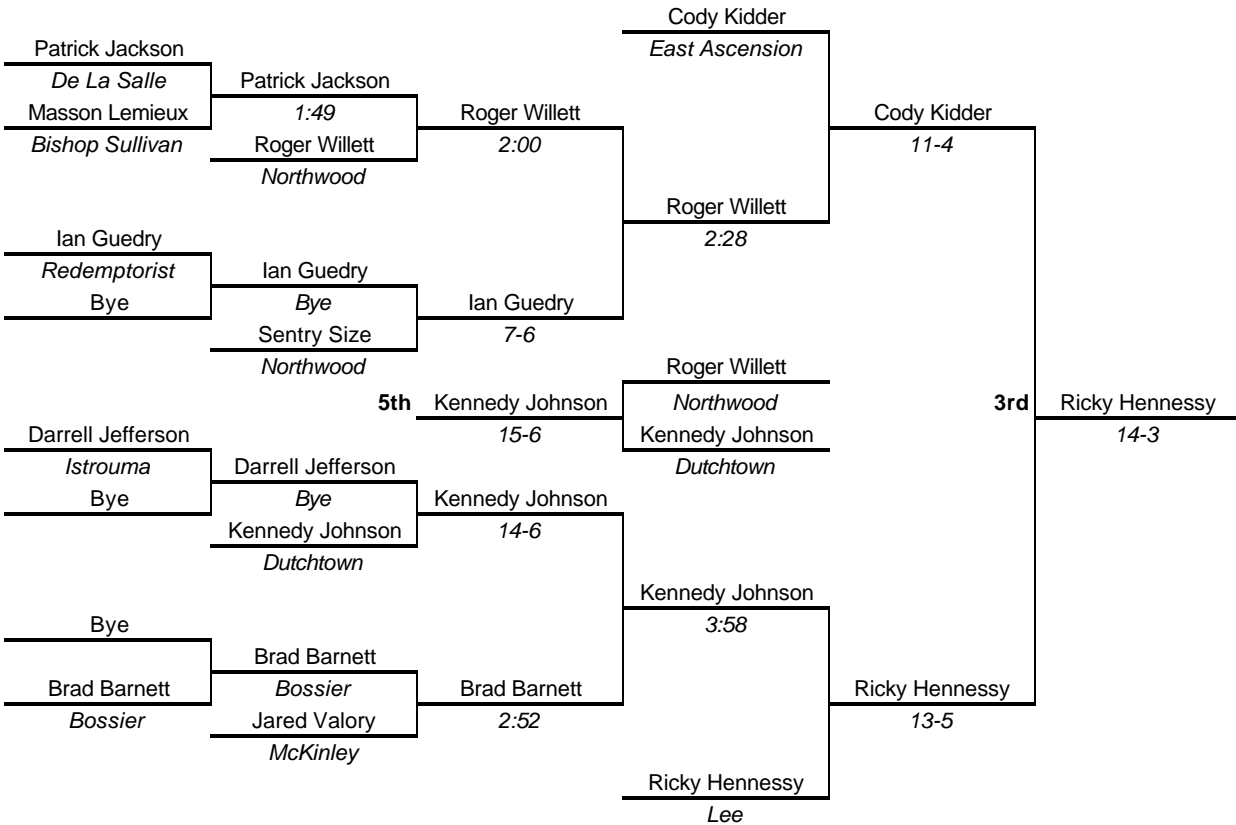 Cody Kidder
Patrick Jackson
East Ascension
De La Salle
Patrick Jackson
Masson Lemieux
1:49
Roger Willett
Cody Kidder
Bishop Sullivan
Roger Willett
2:00
11-4
Northwood
Roger Willett
Ian Guedry
2:28
Redemptorist
Ian Guedry
Bye
Bye
Ian Guedry
Sentry Size
7-6
Northwood
Roger Willett
5th
Kennedy Johnson
Northwood
3rd
Ricky Hennessy
Darrell Jefferson
15-6
Kennedy Johnson
14-3
Istrouma
Darrell Jefferson
Dutchtown
Bye
Bye
Kennedy Johnson
Kennedy Johnson
14-6
Dutchtown
Kennedy Johnson
Bye
3:58
Brad Barnett
Brad Barnett
Bossier
Brad Barnett
Ricky Hennessy
Bossier
Jared Valory
2:52
13-5
McKinley
Ricky Hennessy
Lee